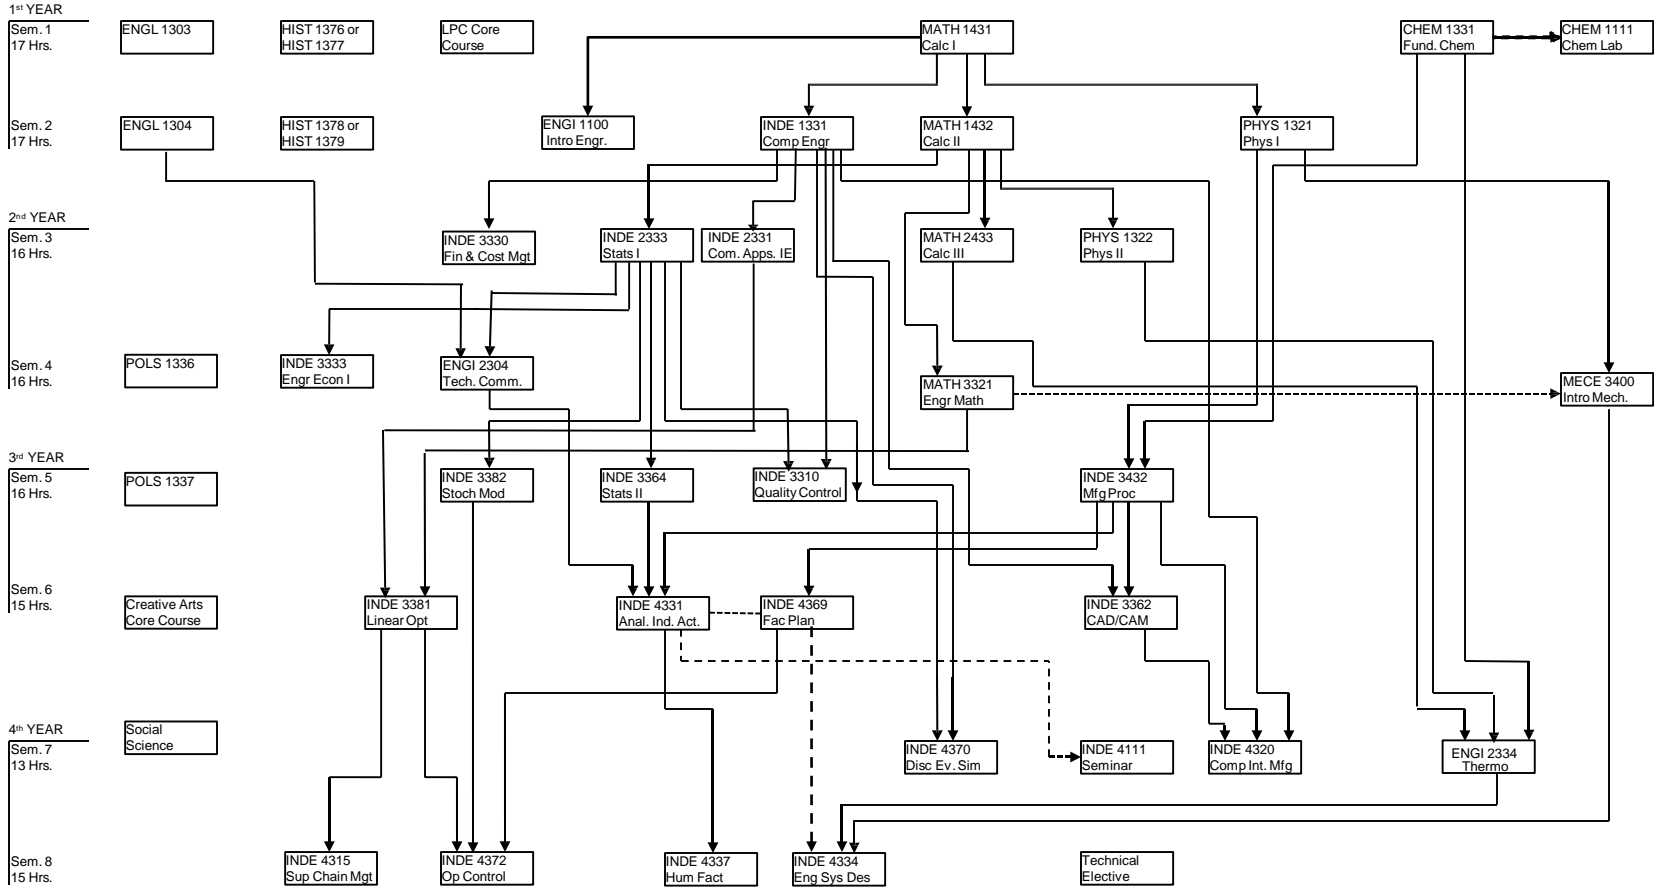 1st YEAR
Sem. 1
17 Hrs.
ENGL 1303
HIST 1376 or
HIST 1377
LPC Core
Course
MATH 1431
Calc I
CHEM 1331
Fund. Chem
CHEM 1111
Chem Lab
Sem. 2
17 Hrs.
ENGL 1304
HIST 1378 or
HIST 1379
ENGI 1100
Intro Engr.
INDE 1331
Comp Engr
MATH 1432
Calc II
PHYS 1321
Phys I
2nd YEAR
Sem. 3
16 Hrs.
INDE 3330
Fin & Cost Mgt
INDE 2333
Stats I
INDE 2331
Com. Apps. IE
MATH 2433
Calc III
PHYS 1322
Phys II
Sem. 4
16 Hrs.
POLS 1336
INDE 3333
Engr Econ I
ENGI 2304
Tech. Comm.
MATH 3321
Engr Math
MECE 3400
Intro Mech.
3rd YEAR
Sem. 5
16 Hrs.
POLS 1337
INDE 3382
Stoch Mod
INDE 3364
Stats II
INDE 3310
Quality Control
INDE 3432
Mfg Proc
Sem. 6
15 Hrs.
Creative Arts
Core Course
INDE 3381
Linear Opt
INDE 4331
Anal. Ind. Act.
INDE 4369
Fac Plan
INDE 3362
CAD/CAM
4th YEAR
Sem. 7
13 Hrs.
Social
Science
INDE 4370
Disc Ev. Sim
INDE 4111
Seminar
INDE 4320
Comp Int. Mfg
ENGI 2334
Thermo
Sem. 8
15 Hrs.
INDE 4315
Sup Chain Mgt
INDE 4372
Op Control
INDE 4337
Hum Fact
INDE 4334
Eng Sys Des
Technical
Elective